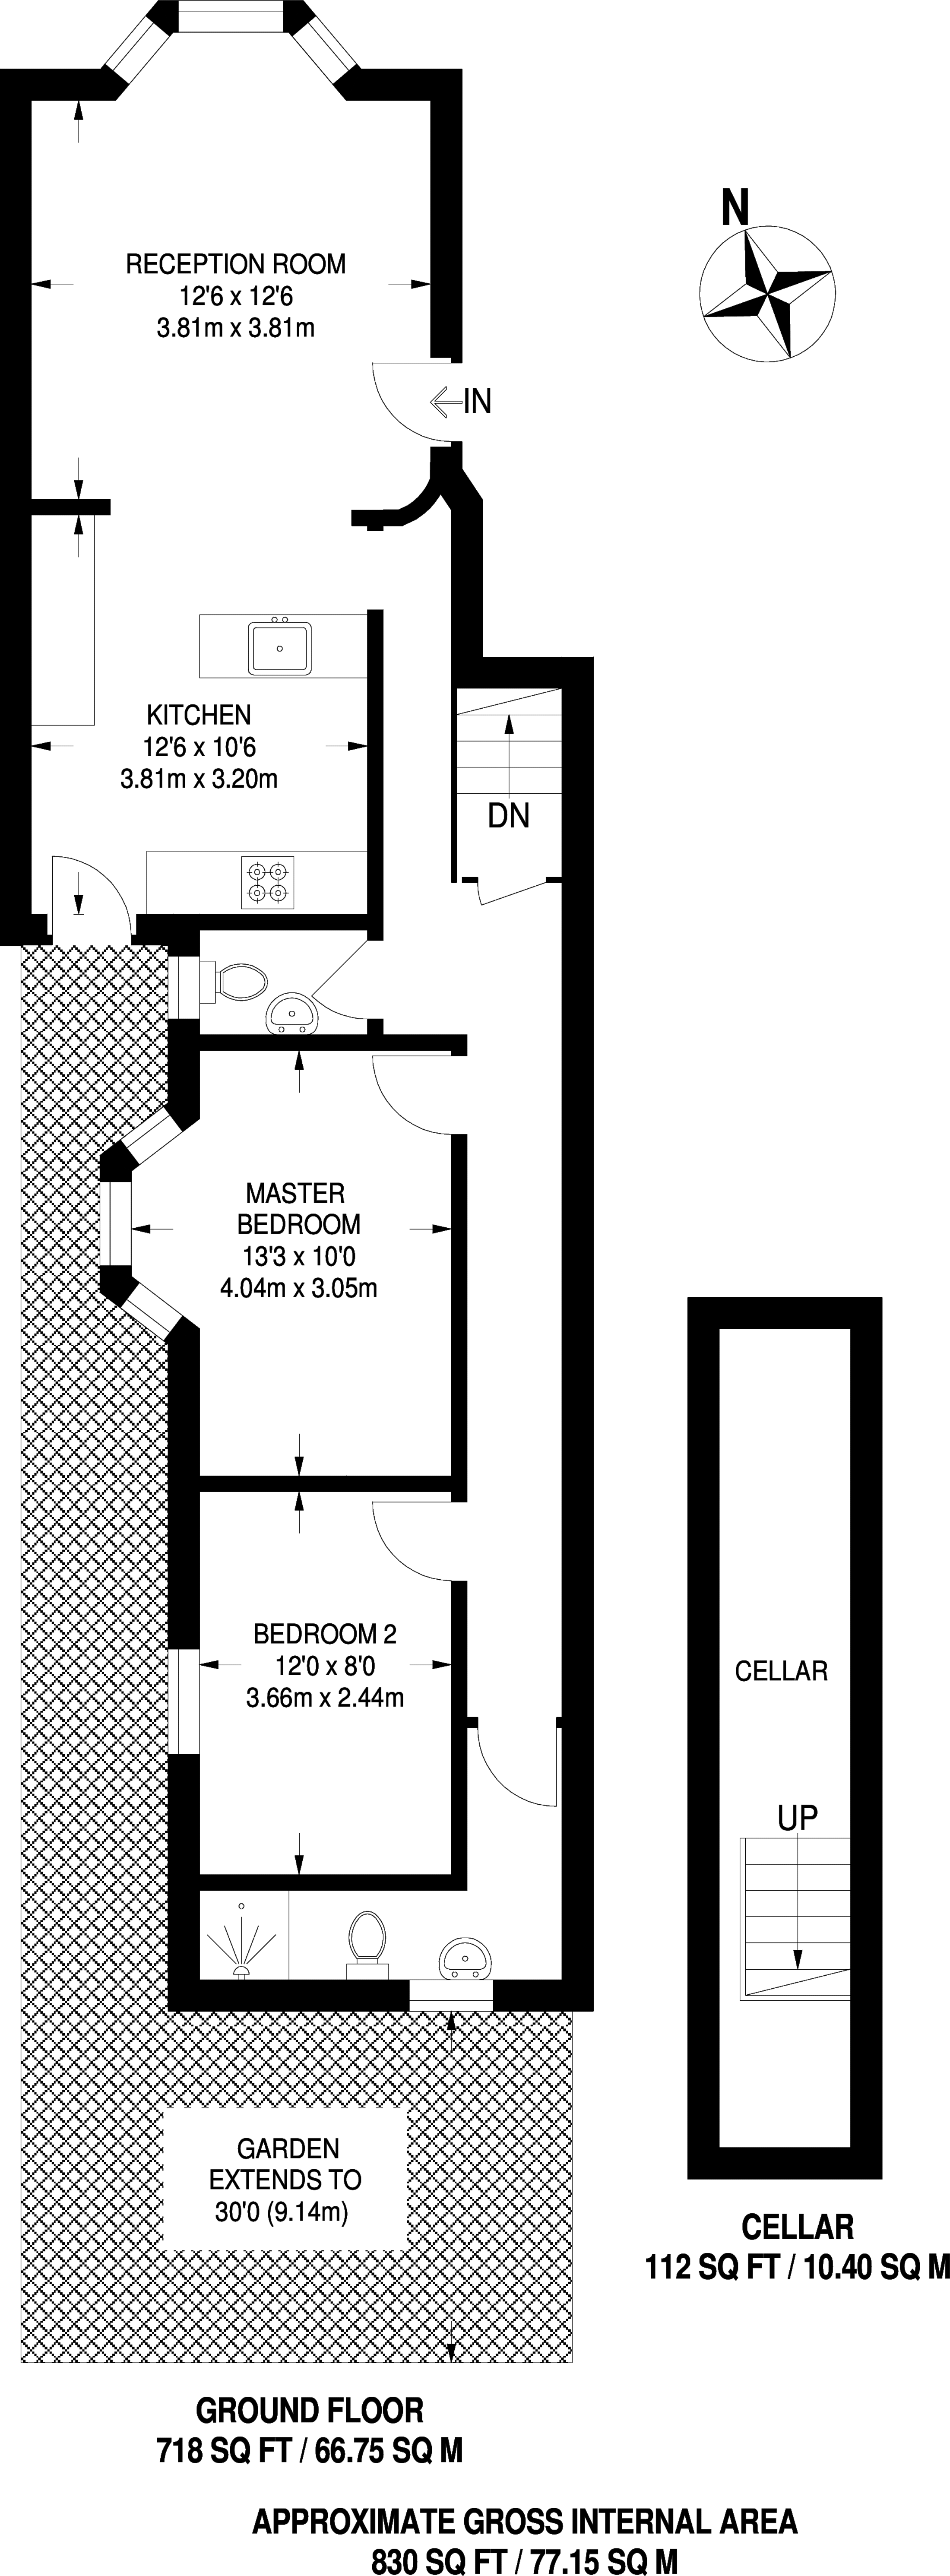 N
RECEPTION ROOM
12'6 x 12'6
3.81m x 3.81m
IN
KITCHEN
12'6 x 10'6
3.81m x 3.20m
DN
MASTER
BEDROOM
13'3 x 10'0
4.04m x 3.05m
BEDROOM 2
12'0 x 8'0
3.66m x 2.44m
CELLAR
UP
GARDEN
EXTENDS TO
30'0 (9.14m)
CELLAR
112 SQ FT / 10.40 SQ M
GROUND FLOOR
718 SQ FT / 66.75 SQ M
APPROXIMATE GROSS INTERNAL AREA
830 SQ FT / 77.15 SQ M